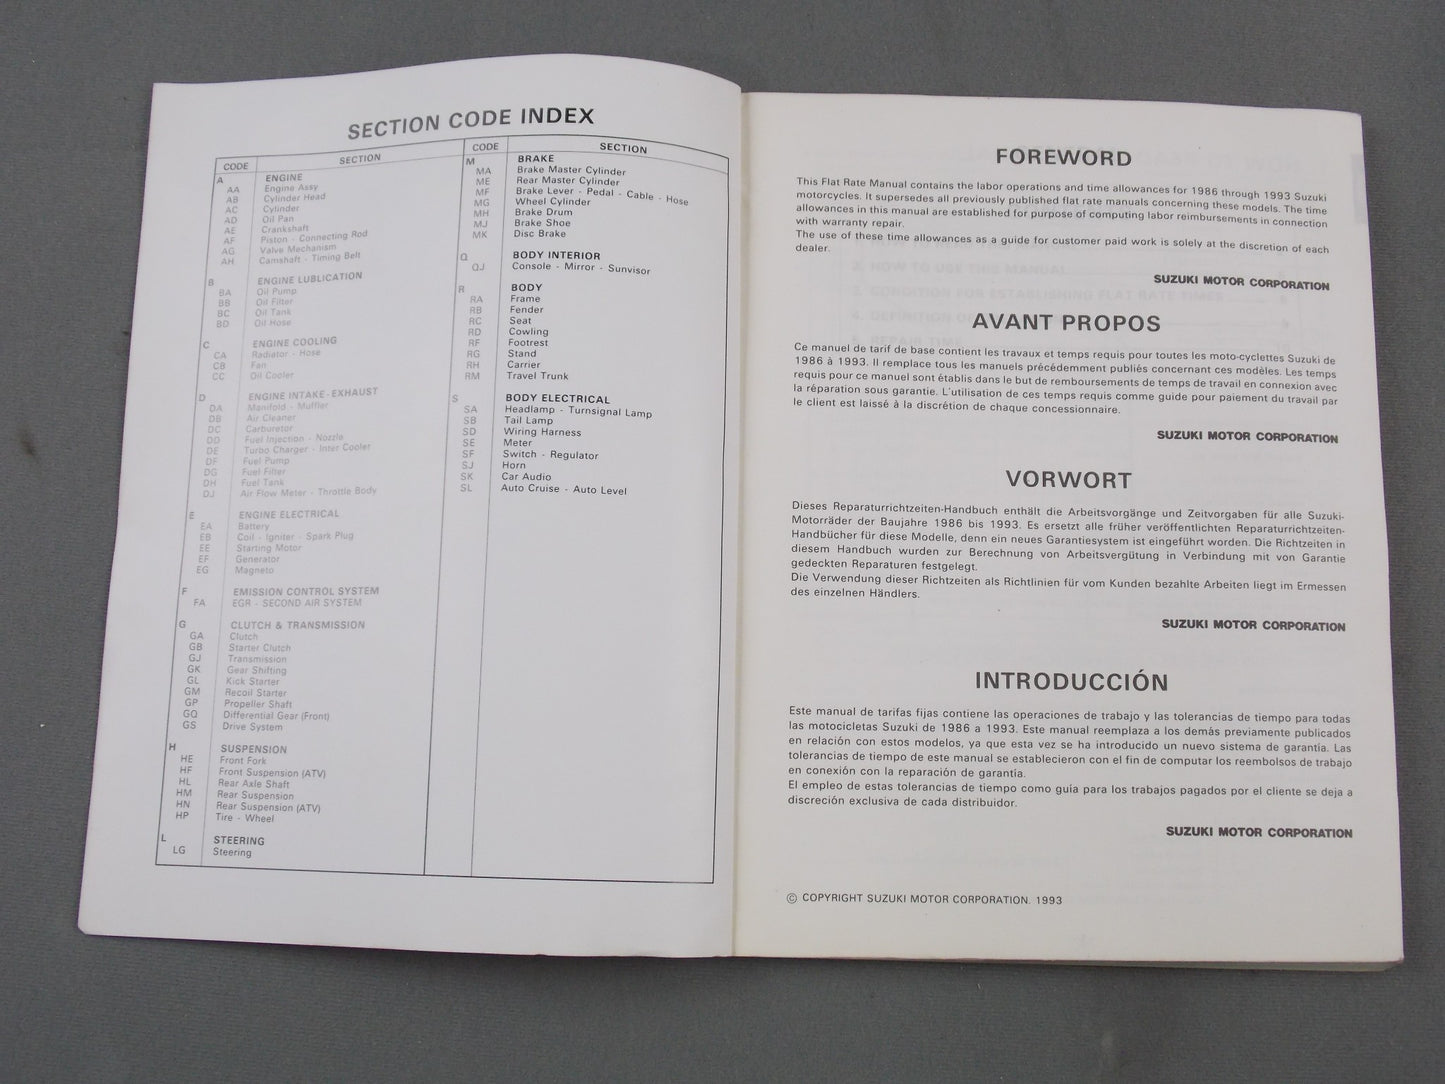 SECTION CODE INDEX
CODE SECTION
A ENGINE
AA Engine Assy
AB Cylinder Head
AC Cylinder
AD Oil Pan
AE Crankshaft
AF Piston - Connecting Rod
AG Valve Mechanism
AH Camshaft - Timing Belt
B ENGINE LUBLICATION
BA Oil Pump
BB Oil Filter
BC Oil Tank
BD Oil Hose
C ENGINE COOLING
CA Radiator - Hose
CB Fan
CC Oil Cooler
D ENGINE INTAKE-EXHAUST
DA Manifold - Muffler
DB Air Cleaner
DC Carburetor
DD Fuel Injection - Nozzle
DE Turbo Charger - Inter Cooler
DF Fuel Pump
DG Fuel Filter
DH Fuel Tank
DJ Air Flow Meter - Throttle Body
E ENGINE ELECTRICAL
EA Battery
EB Coil - Igniter - Spark Plug
EE Starting Motor
EF Generator
EG Magneto
F EMISSION CONTROL SYSTEM
FA EGR - SECOND AIR SYSTEM
G CLUTCH & TRANSMISSION
GA Clutch
GB Starter Clutch
GJ Transmission
GK Gear Shifting
GL Kick Starter
GM Recoil Starter
GP Propeller Shaft
GQ Differential Gear (Front)
GS Drive System
H SUSPENSION
HE Front Fork
HF Front Suspension (ATV)
HL Rear Axle Shaft
HM Rear Suspension
HN Rear Suspension (ATV)
HP Tire - Wheel
L STEERING
LG Steering
CODE SECTION
M BRAKE
MA Brake Master Cylinder
ME Rear Master Cylinder
MF Brake Lever - Pedal - Cable - Hose
MG Wheel Cylinder
MH Brake Drum
MJ Brake Shoe
MK Disc Brake
Q BODY INTERIOR
QJ Console - Mirror - Sunvisor
R BODY
RA Frame
RB Fender
RC Seat
RD Cowling
RF Footrest
RG Stand
RH Carrier
RM Travel Trunk
S BODY ELECTRICAL
SA Headlamp - Turnsignal Lamp
SB Tail Lamp
SD Wiring Harness
SE Meter
SF Switch - Regulator
SJ Horn
SK Car Audio
SL Auto Cruise - Auto Level
FOREWORD
This Flat Rate Manual contains the labor operations and time allowances for 1986 through 1993 Suzuki
motorcycles. It supersedes all previously published flat rate manuals concerning these models. The time
allowances in this manual are established for purpose of computing labor reimbursements in connection
with warranty repair.
The use of these time allowances as a guide for customer paid work is solely at the discretion of each
dealer.
SUZUKI MOTOR CORPORATION
AVANT PROPOS
Ce manuel de tarif de base contient les travaux et temps requis pour toutes les moto-cyclettes Suzuki de
1986 à 1993. Il remplace tous les manuels précédemment publiés concernant ces modèles. Les temps
requis pour ce manuel sont établis dans le but de remboursements de temps de travail en connexion avec
la réparation sous garantie. L'utilisation de ces temps requis comme guide pour paiement du travail par
le client est laissé à la discrétion de chaque concessionnaire.
SUZUKI MOTOR CORPORATION
VORWORT
Dieses Reparaturrichtzeiten-Handbuch enthält die Arbeitsvorgänge und Zeitvorgaben für alle Suzuki-
Motorräder der Baujahre 1986 bis 1993. Es ersetzt alle früher veröffentlichten Reparaturrichtzeiten-
Handbücher für diese Modelle, denn ein neues Garantiesystem ist eingeführt worden. Die Richtzeiten in
diesem Handbuch wurden zur Berechnung von Arbeitsvergütung in Verbindung mit von Garantie
gedeckten Reparaturen festgelegt.
Die Verwendung dieser Richtzeiten als Richtlinien für vom Kunden bezahlte Arbeiten liegt im Ermessen
des einzelnen Händlers.
SUZUKI MOTOR CORPORATION
INTRODUCCIÓN
Este manual de tarifas fijas contiene las operaciones de trabajo y las tolerancias de tiempo para todas
las motocicletas Suzuki de 1986 a 1993. Este manual reemplaza a los demás previamente publicados
en relación con estos modelos, ya que esta vez se ha introducido un nuevo sistema de garantía. Las
tolerancias de tiempo de este manual se establecieron con el fin de computar los reembolsos de trabajo
en conexión con la reparación de garantía.
El empleo de estas tolerancias de tiempo como guía para los trabajos pagados por el cliente se deja a
discreción exclusiva de cada distribuidor.
SUZUKI MOTOR CORPORATION
© COPYRIGHT SUZUKI MOTOR CORPORATION. 1993